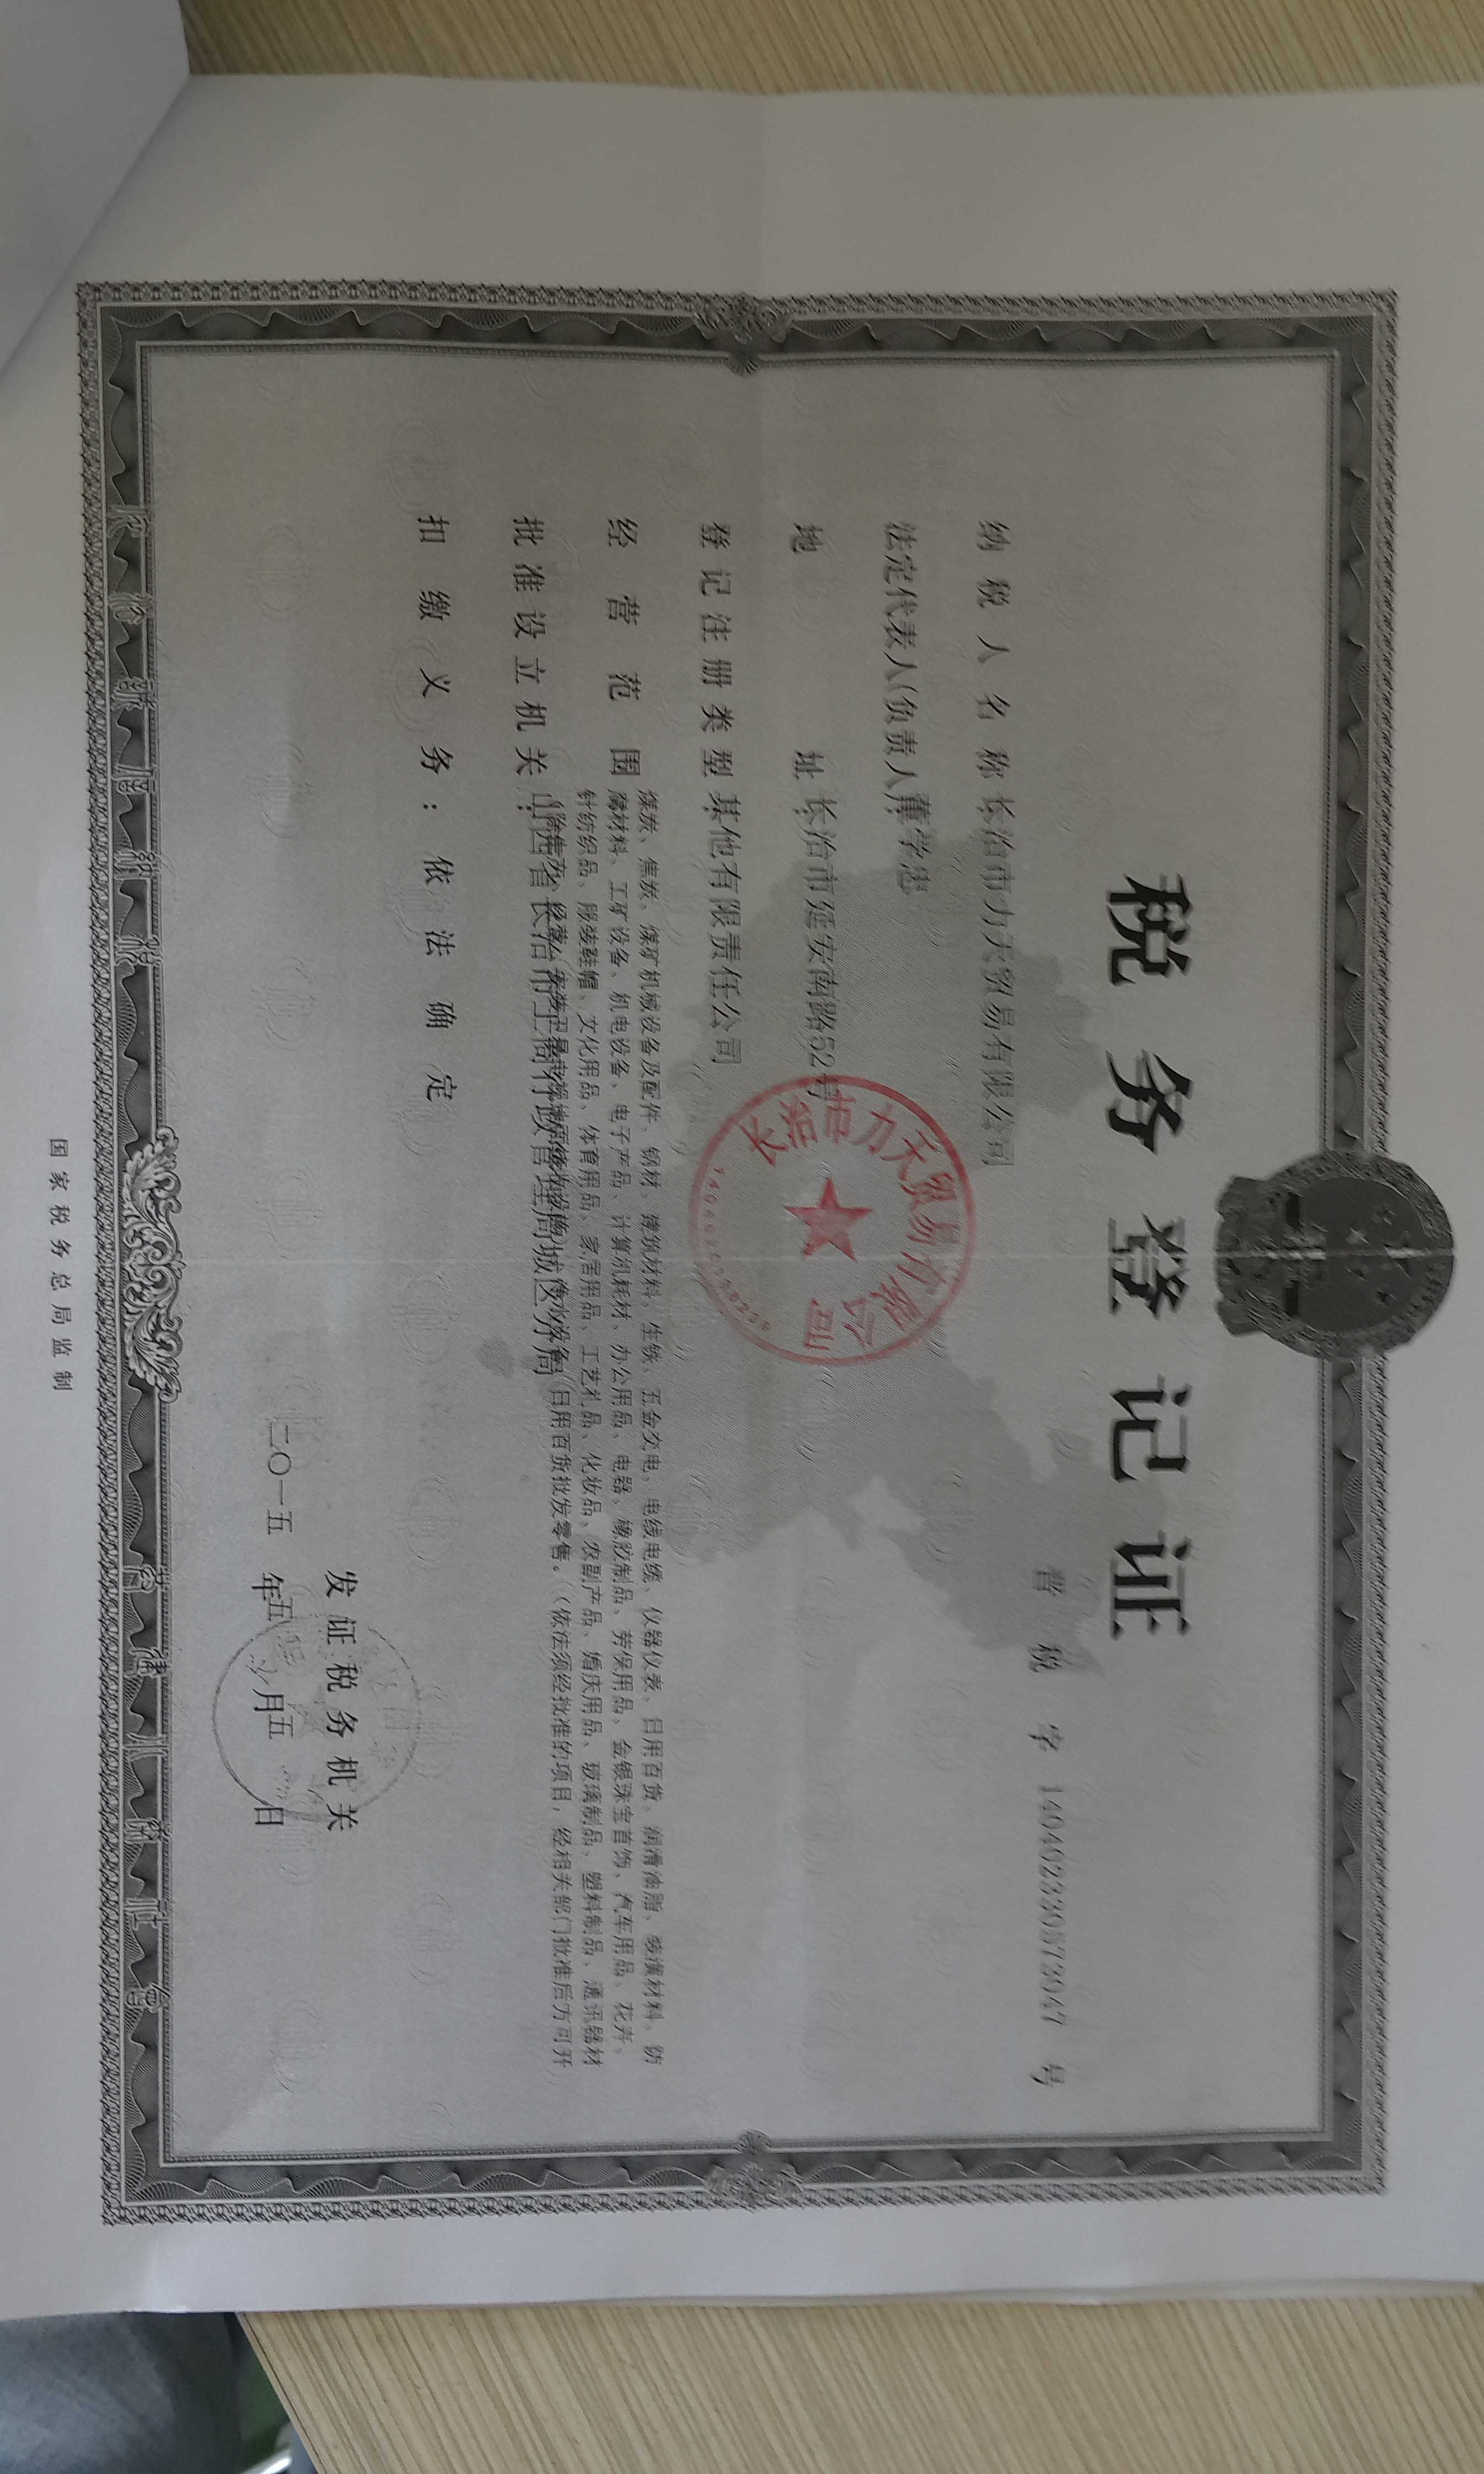 税务登记证
晋 税 字 140402330573047 号
纳税人名称 长治市力天贸易有限公司
法定代表人(负责人 董学忠
地 址 长治市延安南路52号
登记注册类型 其他有限责任公司
经营范围 煤炭、焦炭、煤矿机械设备及配件、钢材、建筑材料、生铁、五金交电、电线电缆、仪器仪表、日用百货、润滑油脂、装潢材料、防
腐材料、工矿设备、机电设备、电子产品、计算机耗材、办公用品、电器、橡胶制品、劳保用品、金银珠宝首饰、汽车用品、花卉、
针纺织品、服装鞋帽、文化用品、体育用品、家居用品、工艺礼品、化妆品、农副产品、婚庆用品、玻璃制品、塑料制品、通讯器材
日用百货批发零售。(依法须经批准的项目,经相关部门批准后方可开
批准设立机关:山西省长治市工商行政管理局城区分局
扣缴义务:依法确定
发证税务机关
二〇一五 年五 月五 日
国家税务总局监制
长治市力天贸易有限公司